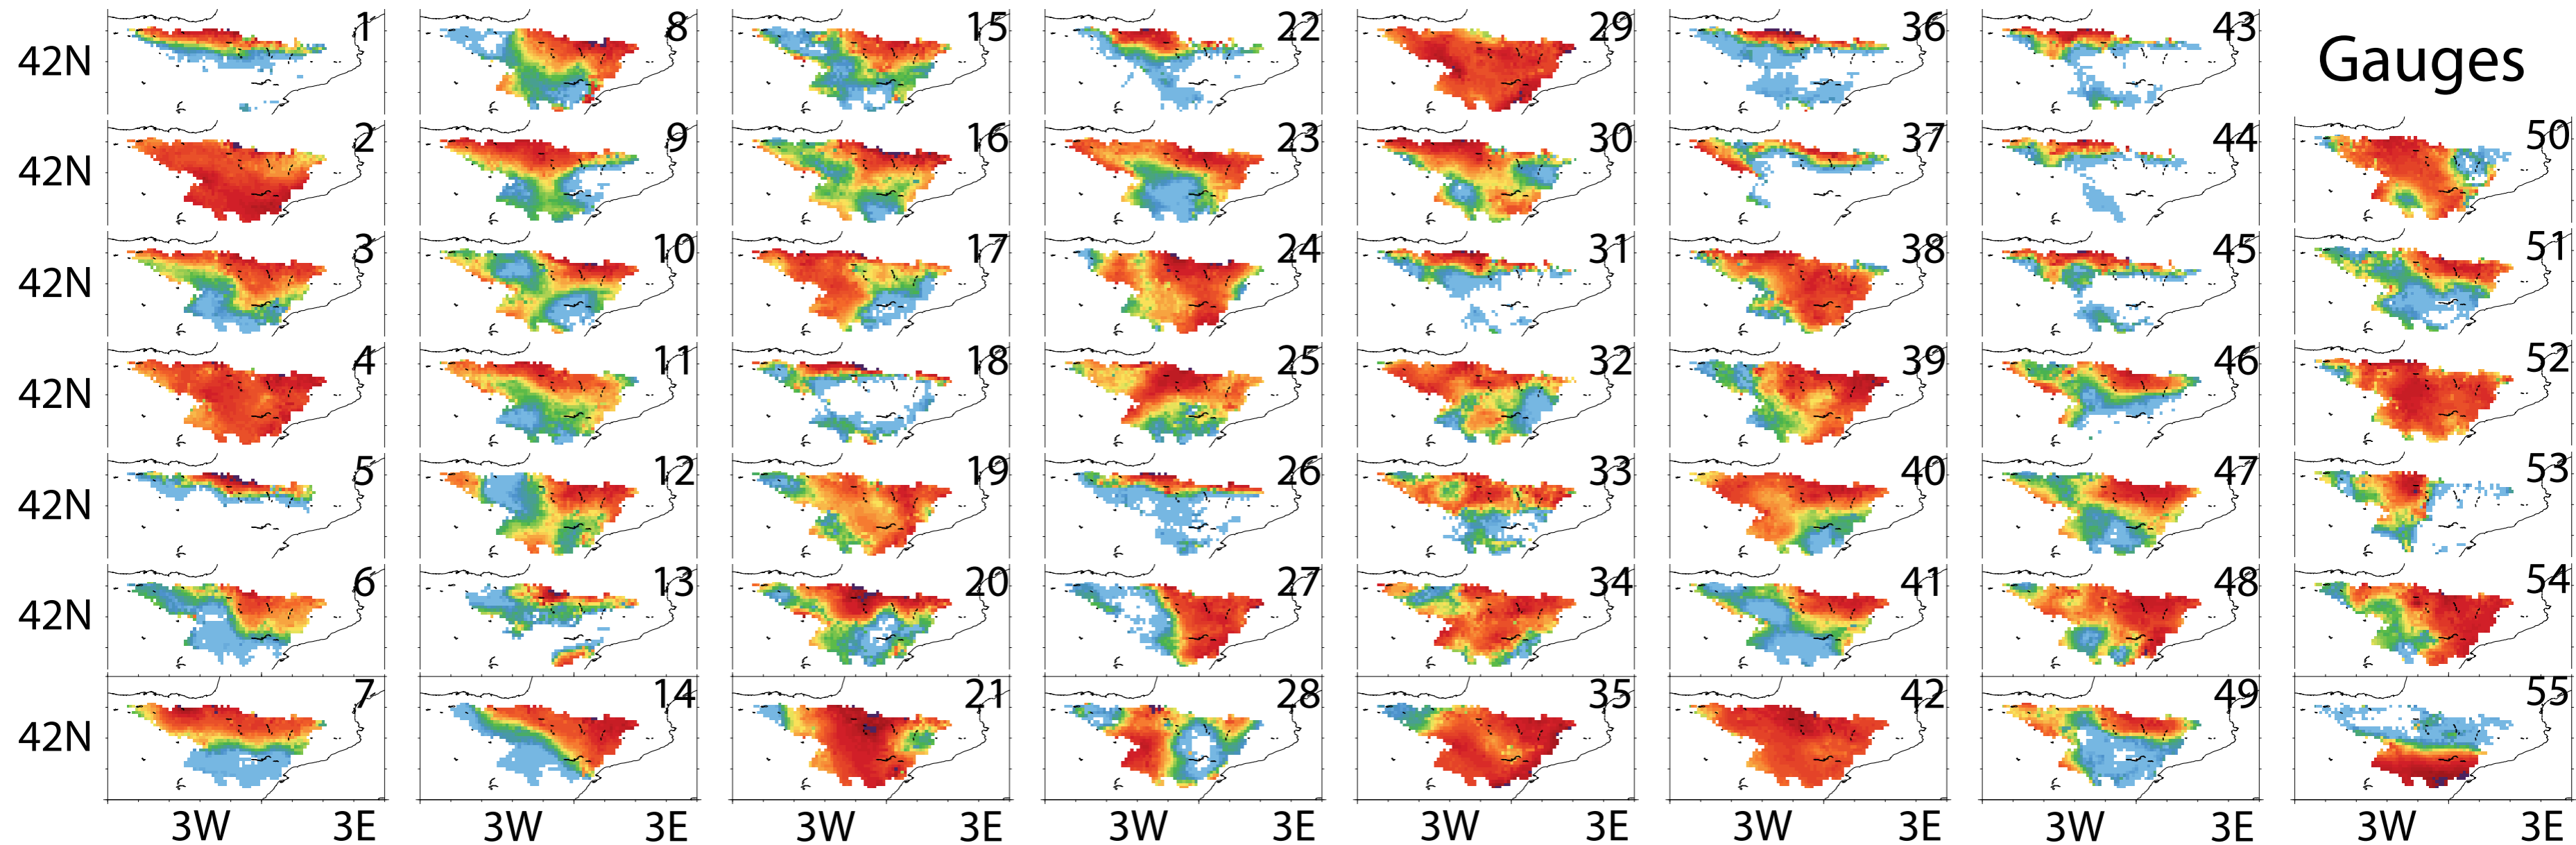 1 8 15 22 29 36 43 Gauges
42N
2 9 16 23 30 37 44 50
42N
3 10 17 24 31 38 45 51
42N
4 11 18 25 32 39 46 52
42N
5 12 19 26 33 40 47 53
42N
6 13 20 27 34 41 48 54
42N
7 14 21 28 35 42 49 55
42N
3W 3E 3W 3E 3W 3E 3W 3E 3W 3E 3W 3E 3W 3E 3W 3E